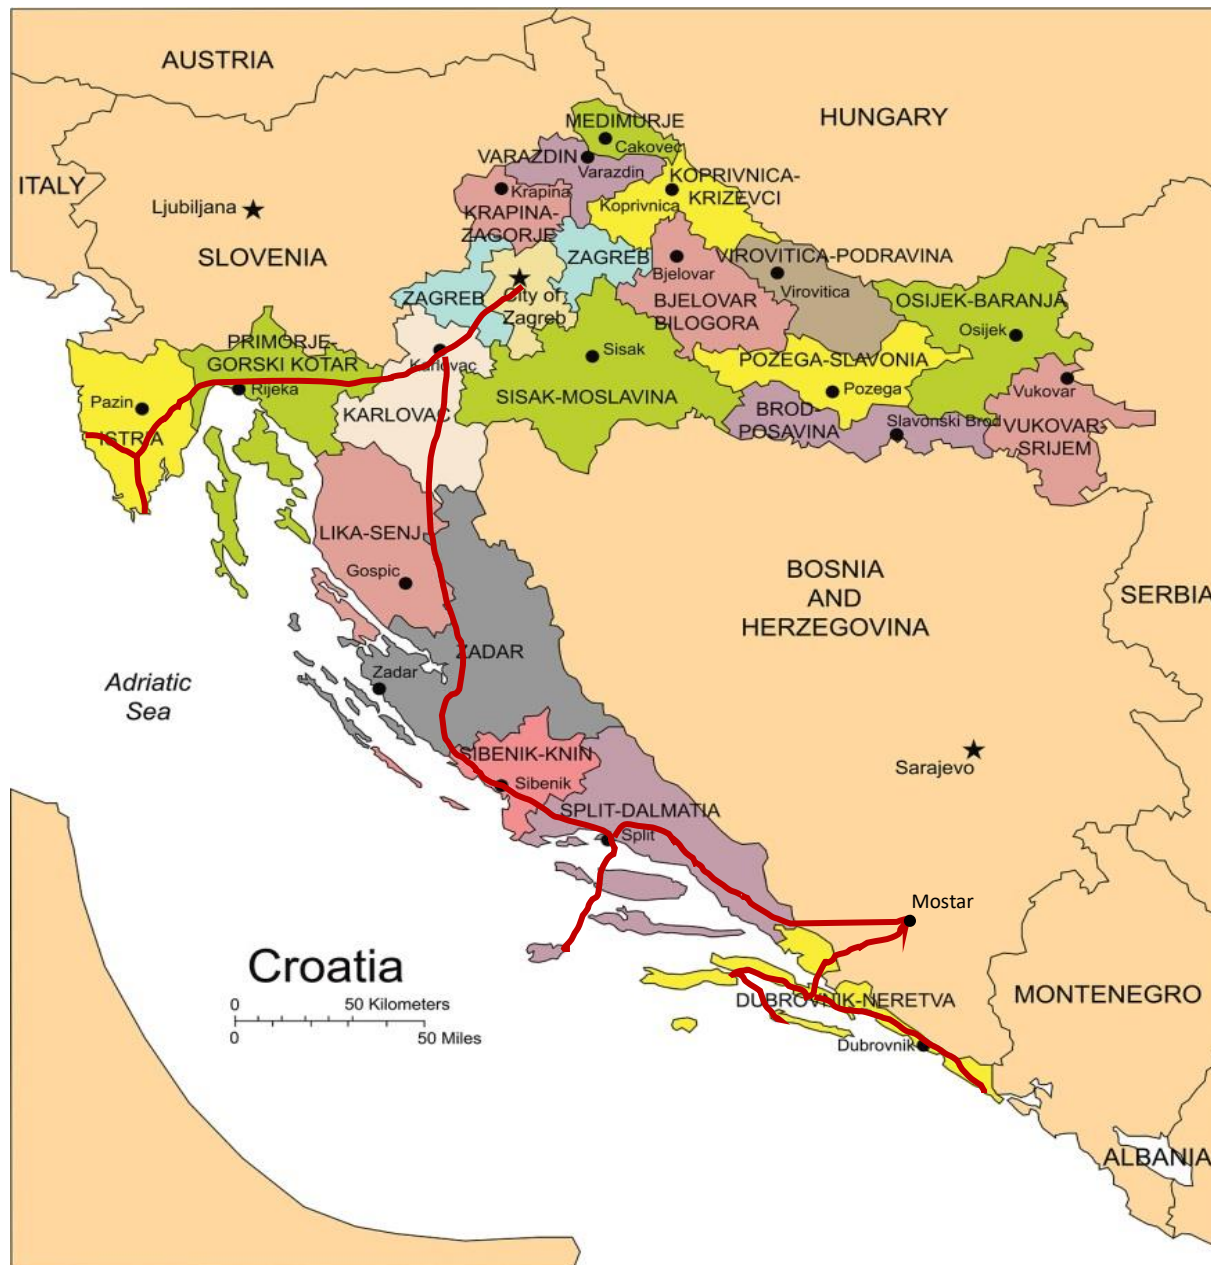 AUSTRIA
HUNGARY
ITALY
Ljubiljana
SLOVENIA
MEDIMURJE
Cakovec
VARAZDIN
Varazdin
Krapina
KRAPINA-
ZAGORJE
KOPRIVNICA-
KRIZEVCI
Koprivnica
ZAGREB
ZAGREB
City of
Zagreb
Bjelovar
BJELOVAR
BILOGORA
VIROVITICA-PODRAVINA
Virovitica
OSIJEK-BARANJA
Osijek
PRIMORJE-
GORSKI KOTAR
Rijeka
Karlovac
KARLOVAC
Sisak
SISAK-MOSLAVINA
POZEGA-SLAVONIA
Pozega
BROD-
POSAVINA
Slavonski Brod
Vukovar
VUKOVAR-
SRIJEM
Pazin
ISTRIA
LIKA-SENJ
Gospic
BOSNIA
AND
HERZEGOVINA
SERBIA
ZADAR
Zadar
Adriatic
Sea
SIBENIK-KNIN
Sibenik
Sarajevo
SPLIT-DALMATIA
Split
Mostar
Croatia
0 50 Kilometers
0 50 Miles
DUBROVNIK-NERETVA
Dubrovnik
MONTENEGRO
ALBANIA